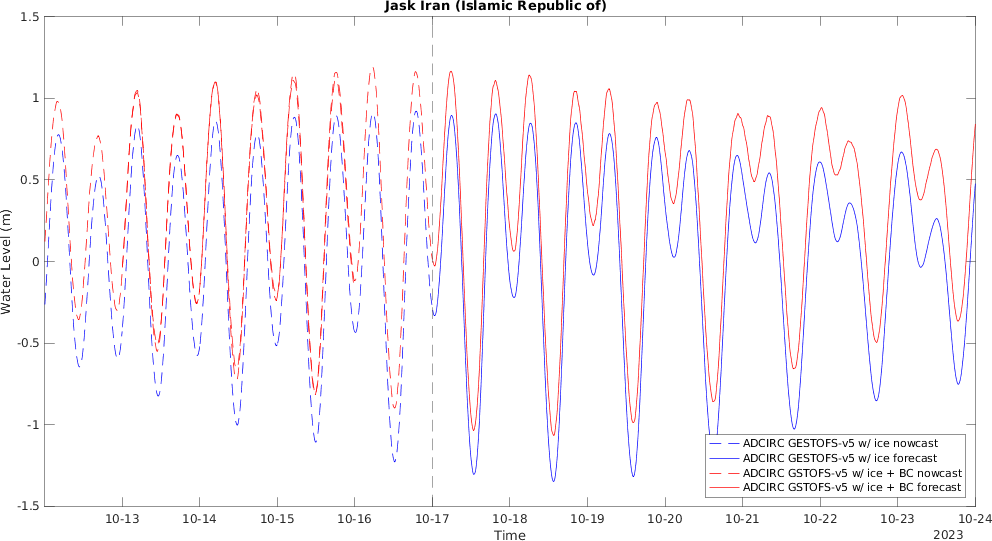 Jask Iran (Islamic Republic of)
1.5
1
0.5
0
-0.5
-1
-1.5
Water Level (m)
ADCIRC GESTOFS-v5 w/ ice nowcast
ADCIRC GESTOFS-v5 w/ ice forecast
ADCIRC GSTOFS-v5 w/ ice + BC nowcast
ADCIRC GSTOFS-v5 w/ ice + BC forecast
10-13 10-14 10-15 10-16 10-17 10-18 10-19 10-20 10-21 10-22 10-23 10-24
Time
2023